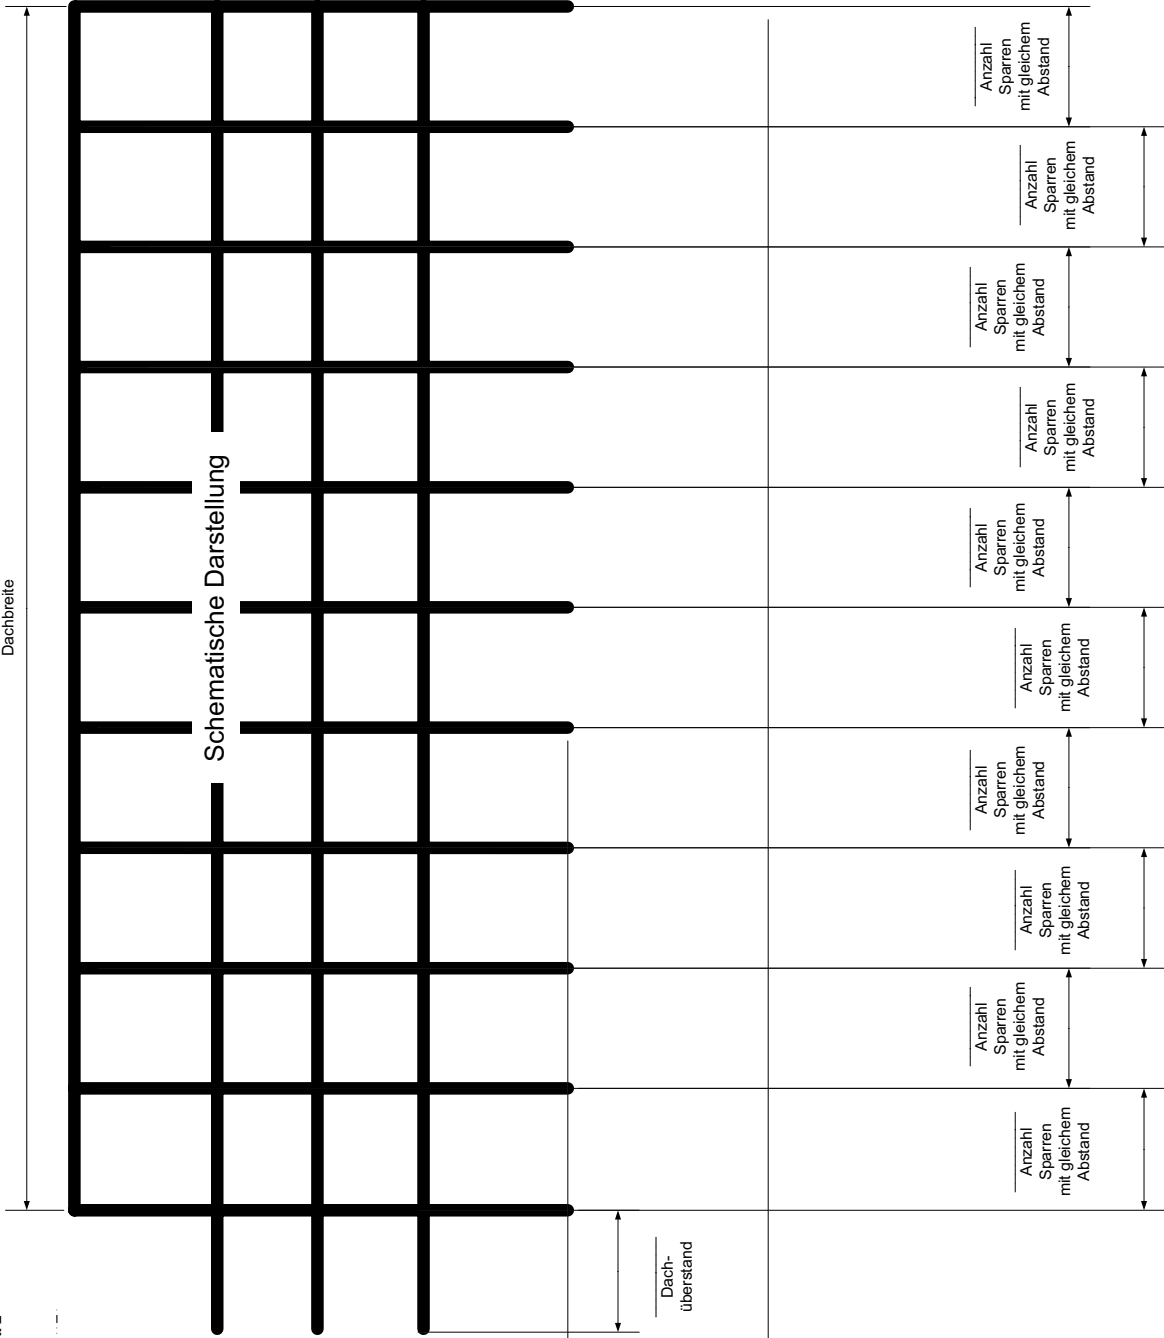 Dachbreite
Schematische Darstellung
Anzahl
Sparren
mit gleichem
Abstand
Anzahl
Sparren
mit gleichem
Abstand
Anzahl
Sparren
mit gleichem
Abstand
Anzahl
Sparren
mit gleichem
Abstand
Anzahl
Sparren
mit gleichem
Abstand
Anzahl
Sparren
mit gleichem
Abstand
Anzahl
Sparren
mit gleichem
Abstand
Anzahl
Sparren
mit gleichem
Abstand
Anzahl
Sparren
mit gleichem
Abstand
Anzahl
Sparren
mit gleichem
Abstand
Dach-
überstand